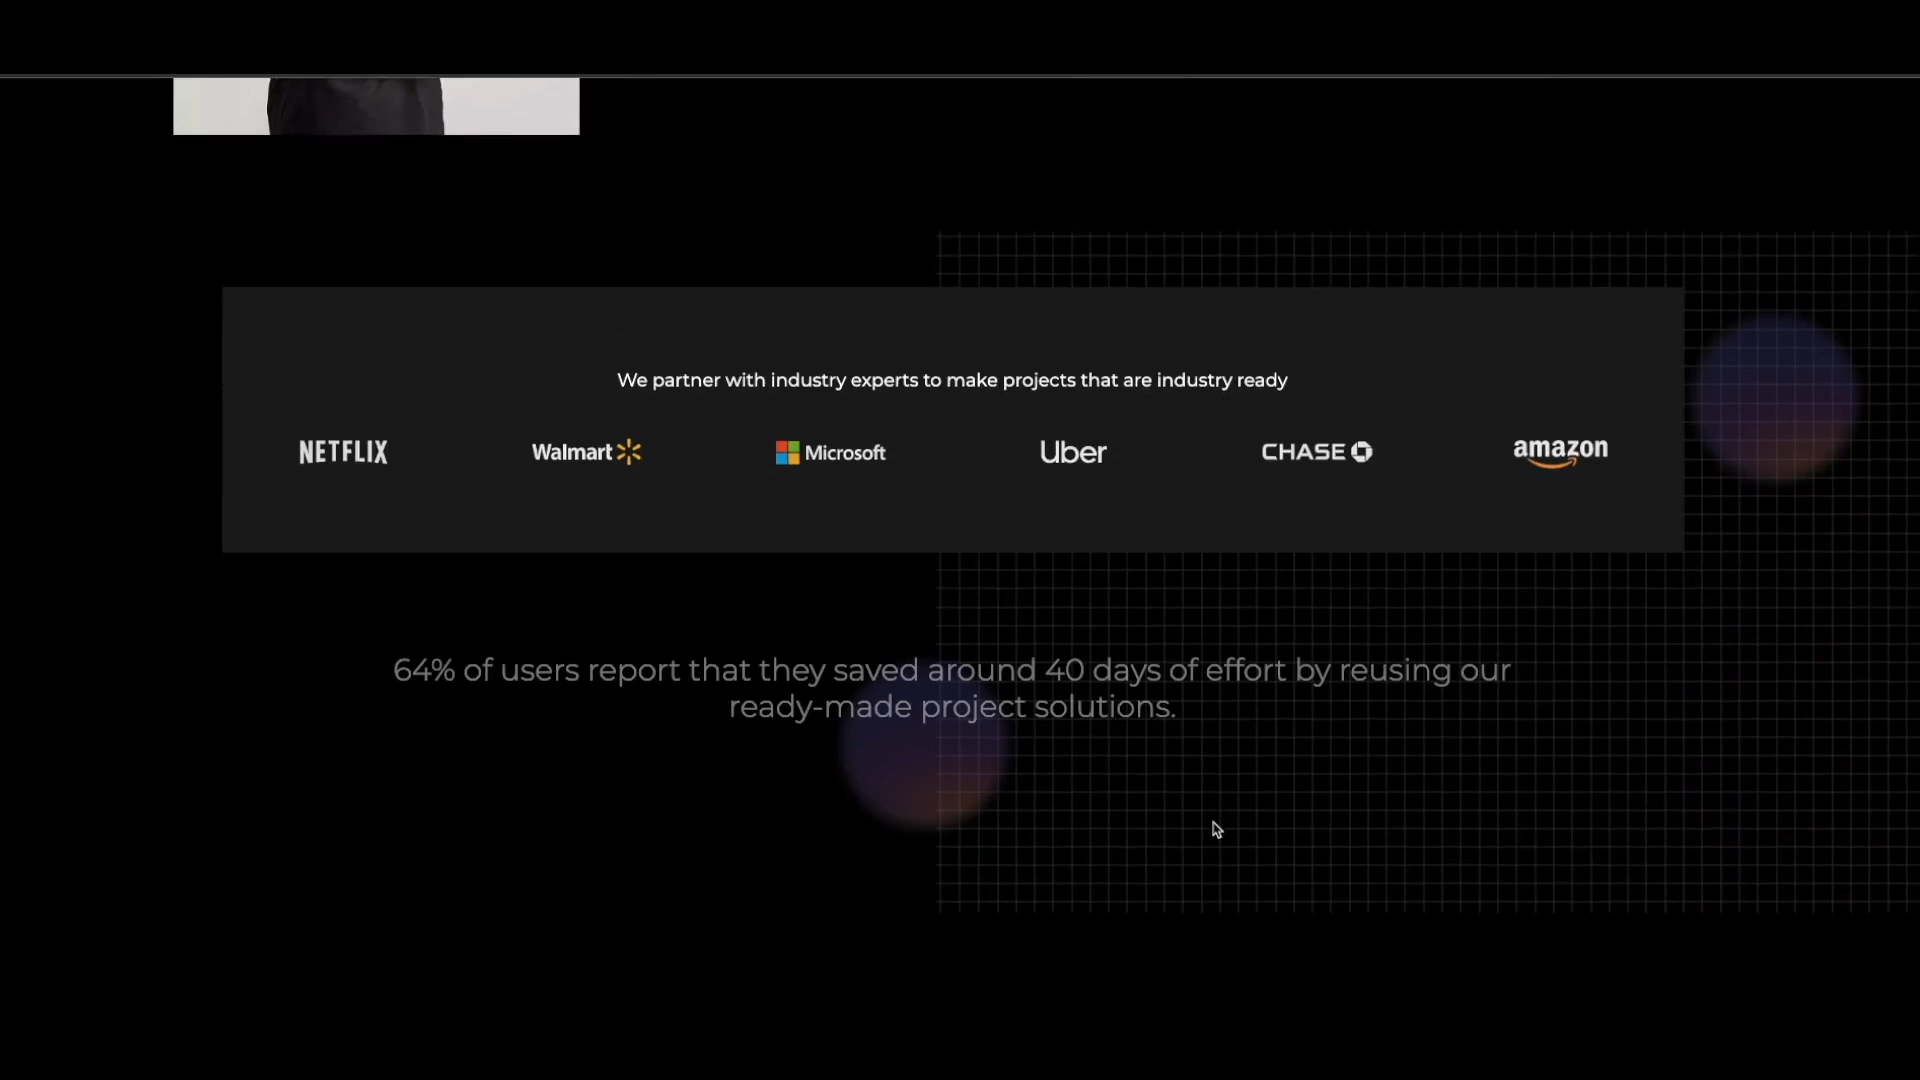 We partner with industry experts to make projects that are industry ready
NETFLIX Walmart Microsoft Uber CHASE amazon
64% of users report that they saved around 40 days of effort by reusing our
ready-made project solutions.